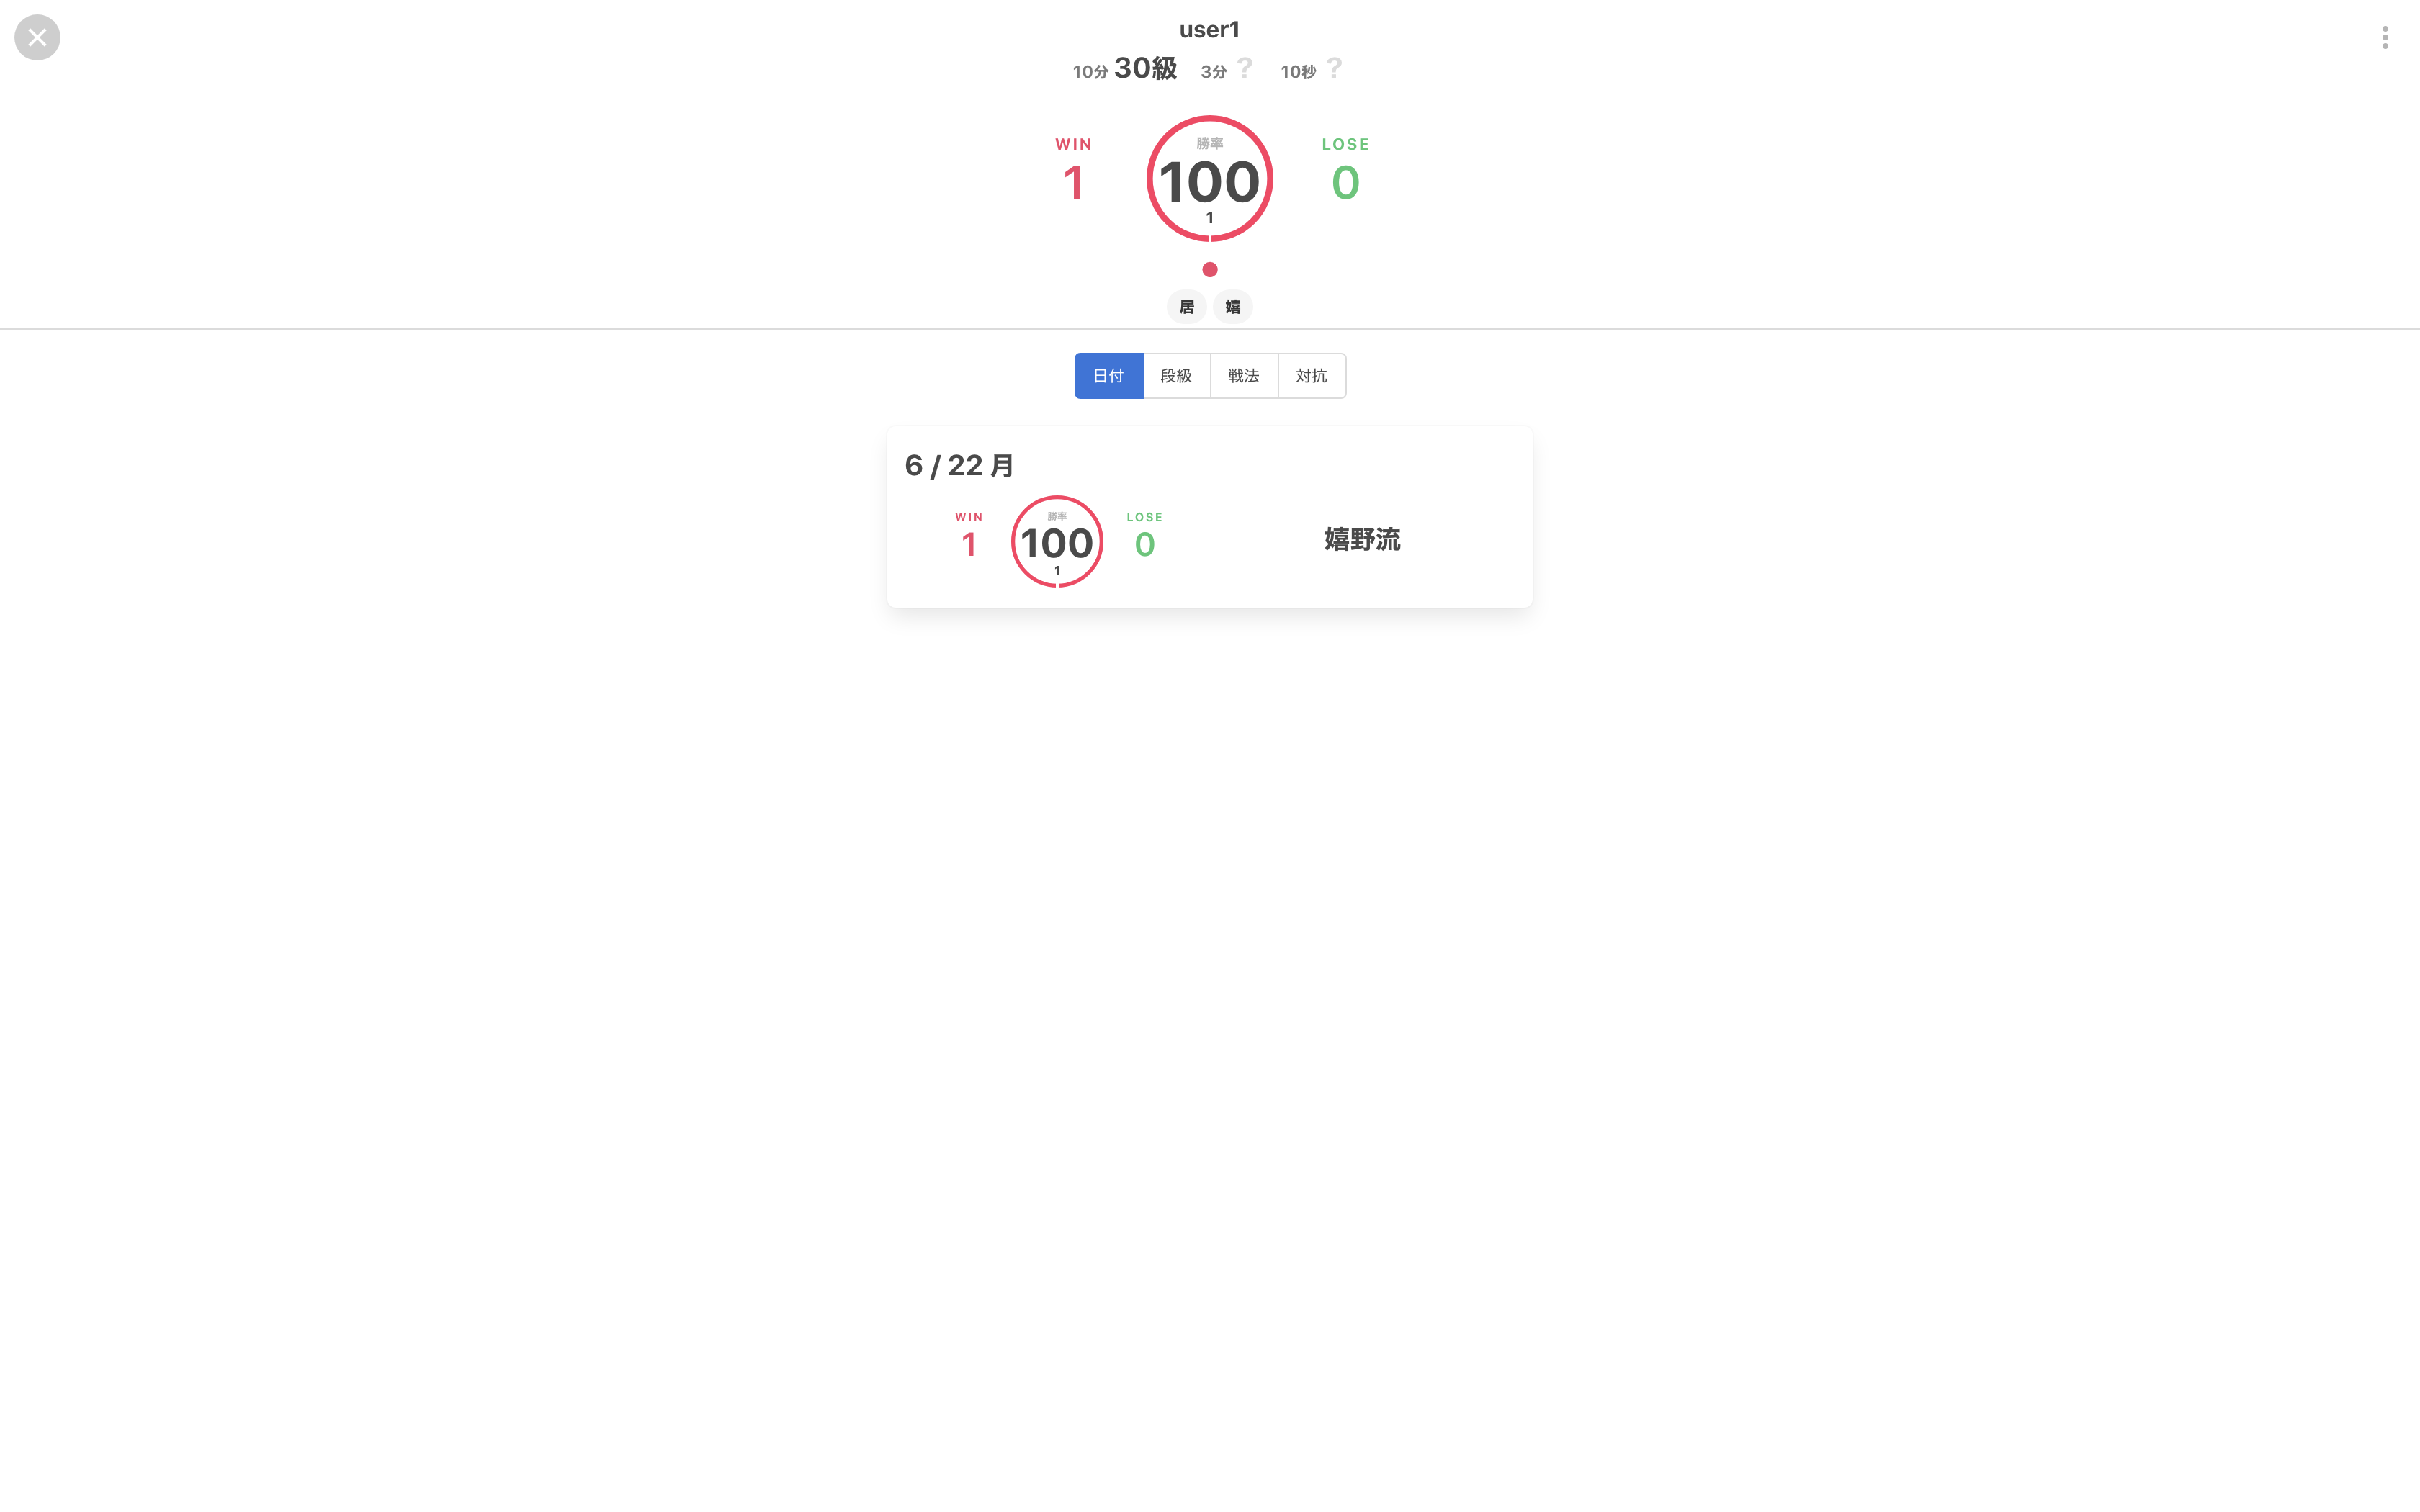 user1
10分 30級 3分 ? 10秒 ?
WIN 勝率 LOSE
1 100 0
1
居 嬉
日付 段級 戦法 対抗
6 / 22 月
WIN 勝率 LOSE
1 100 0 嬉野流
1